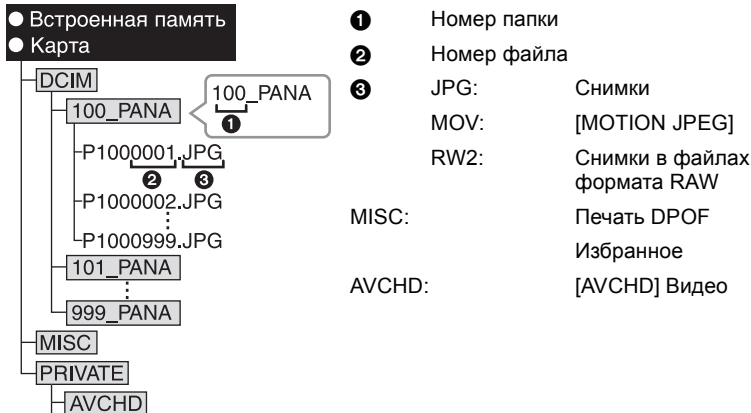 ● Встроенная память
● Карта
DCIM
100_PANA
100_PANA
❶
P1000001.JPG
❷ ❸
P1000002.JPG
P1000999.JPG
101_PANA
999_PANA
MISC
PRIVATE
AVCHD
❶ Номер папки
❷ Номер файла
❸ JPG: Снимки
MOV: [MOTION JPEG]
RW2: Снимки в файлах
формата RAW
MISC: Печать DPOF
Избранное
AVCHD: [AVCHD] Видео